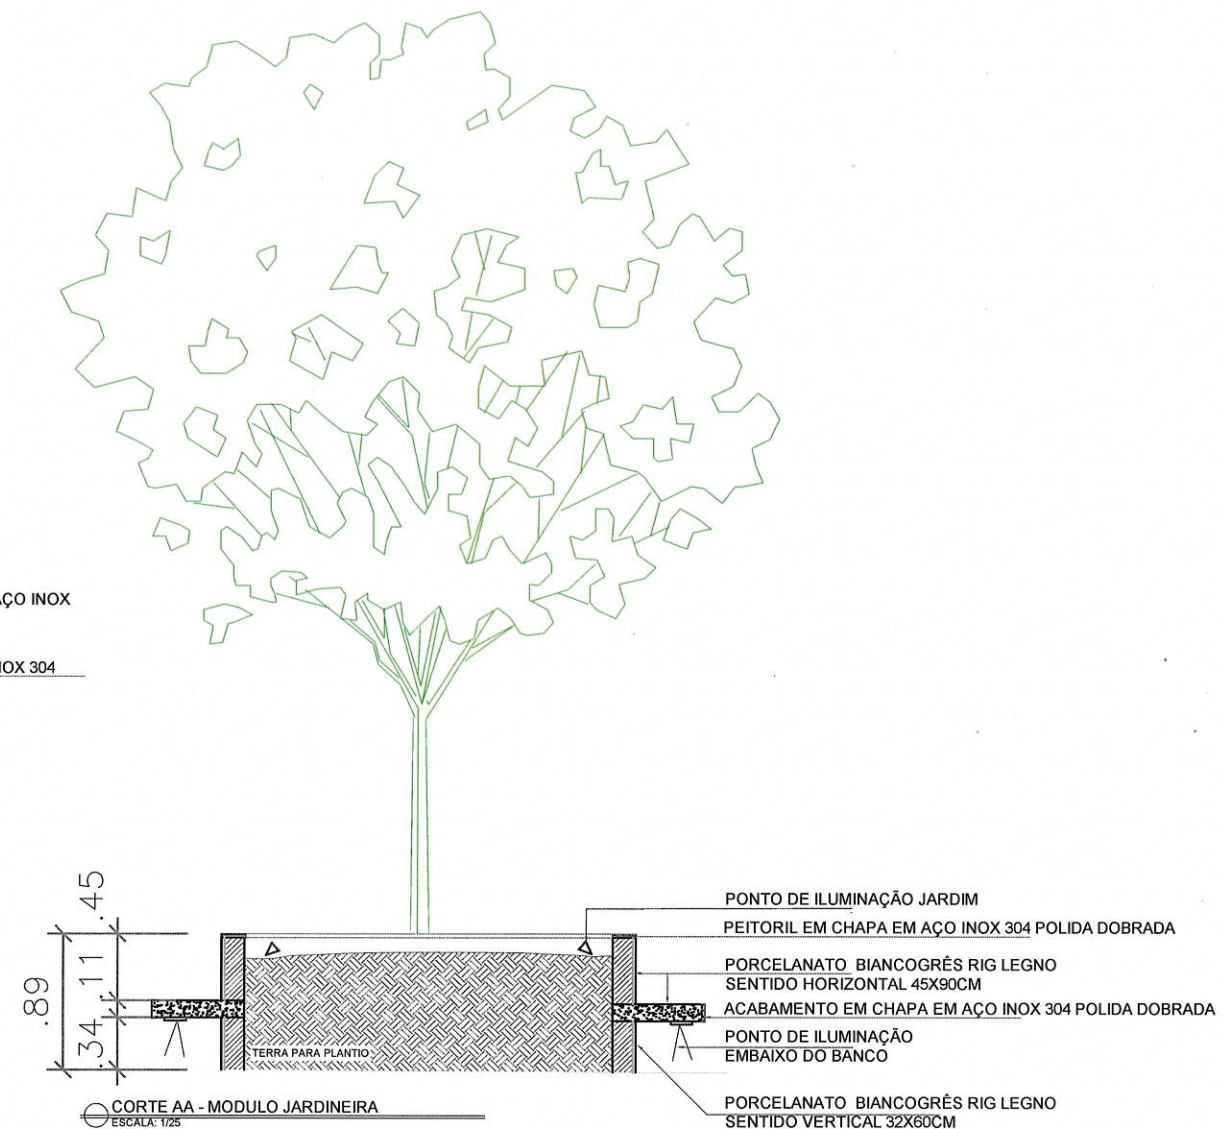 AÇO INOX
NOX 304
.45
11
.34
.89
PONTO DE ILUMINAÇÃO JARDIM
PEITORIL EM CHAPA EM AÇO INOX 304 POLIDA DOBRADA
PORCELANATO BIANCOGRÊS RIG LEGNO
SENTIDO HORIZONTAL 45X90CM
ACABAMENTO EM CHAPA EM AÇO INOX 304 POLIDA DOBRADA
PONTO DE ILUMINAÇÃO
EMBAIXO DO BANCO
TERRA PARA PLANTIO
PORCELANATO BIANCOGRÊS RIG LEGNO
SENTIDO VERTICAL 32X60CM
CORTE AA - MODULO JARDINEIRA
ESCALA: 1/25